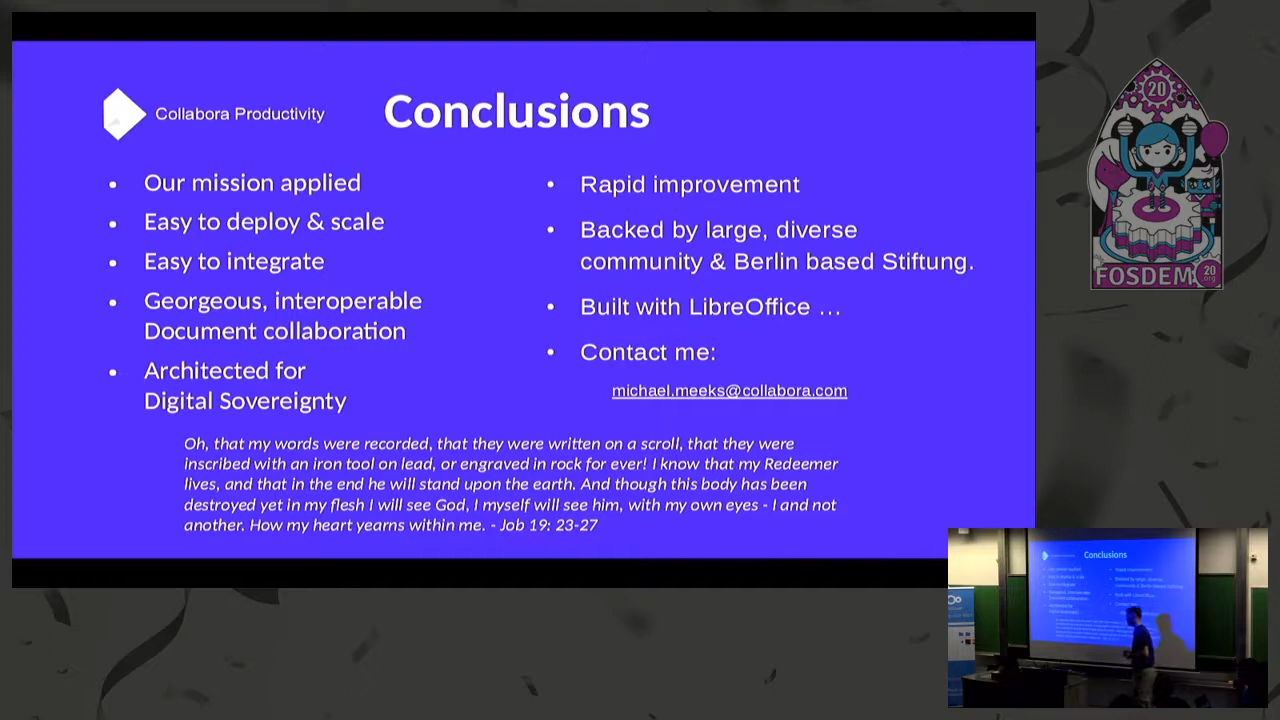 Collabora Productivity
Conclusions
• Our mission applied
• Easy to deploy & scale
• Easy to integrate
• Georgeous, interoperable
Document collaboration
• Architected for
Digital Sovereignty
• Rapid improvement
• Backed by large, diverse
community & Berlin based Stiftung.
• Built with LibreOffice …
• Contact me:
michael.meeks@collabora.com
Oh, that my words were recorded, that they were written on a scroll, that they were
inscribed with an iron tool on lead, or engraved in rock for ever! I know that my Redeemer
lives, and that in the end he will stand upon the earth. And though this body has been
destroyed yet in my flesh I will see God, I myself will see him, with my own eyes - I and not
another. How my heart yearns within me. - Job 19: 23-27
20
FOSDEM 20
.org
Conclusions